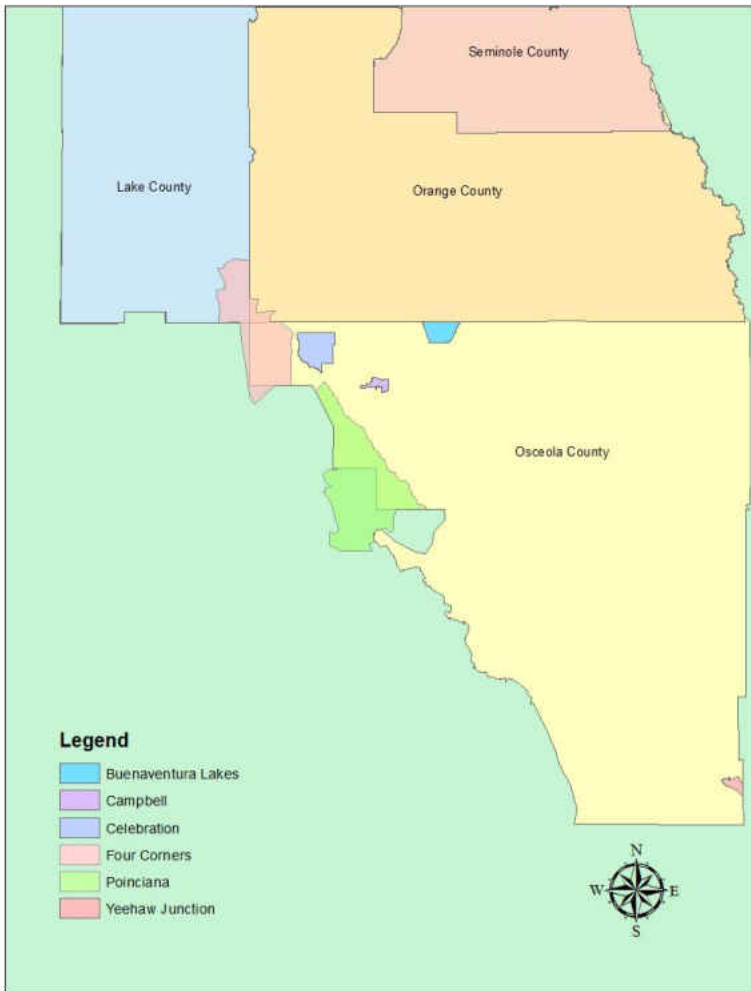 Seminole County
Lake County
Orange County
Osceola County
Legend
Buenaventura Lakes
Campbell
Celebration
Four Corners
Poinciana
Yeehaw Junction
N
W E
S